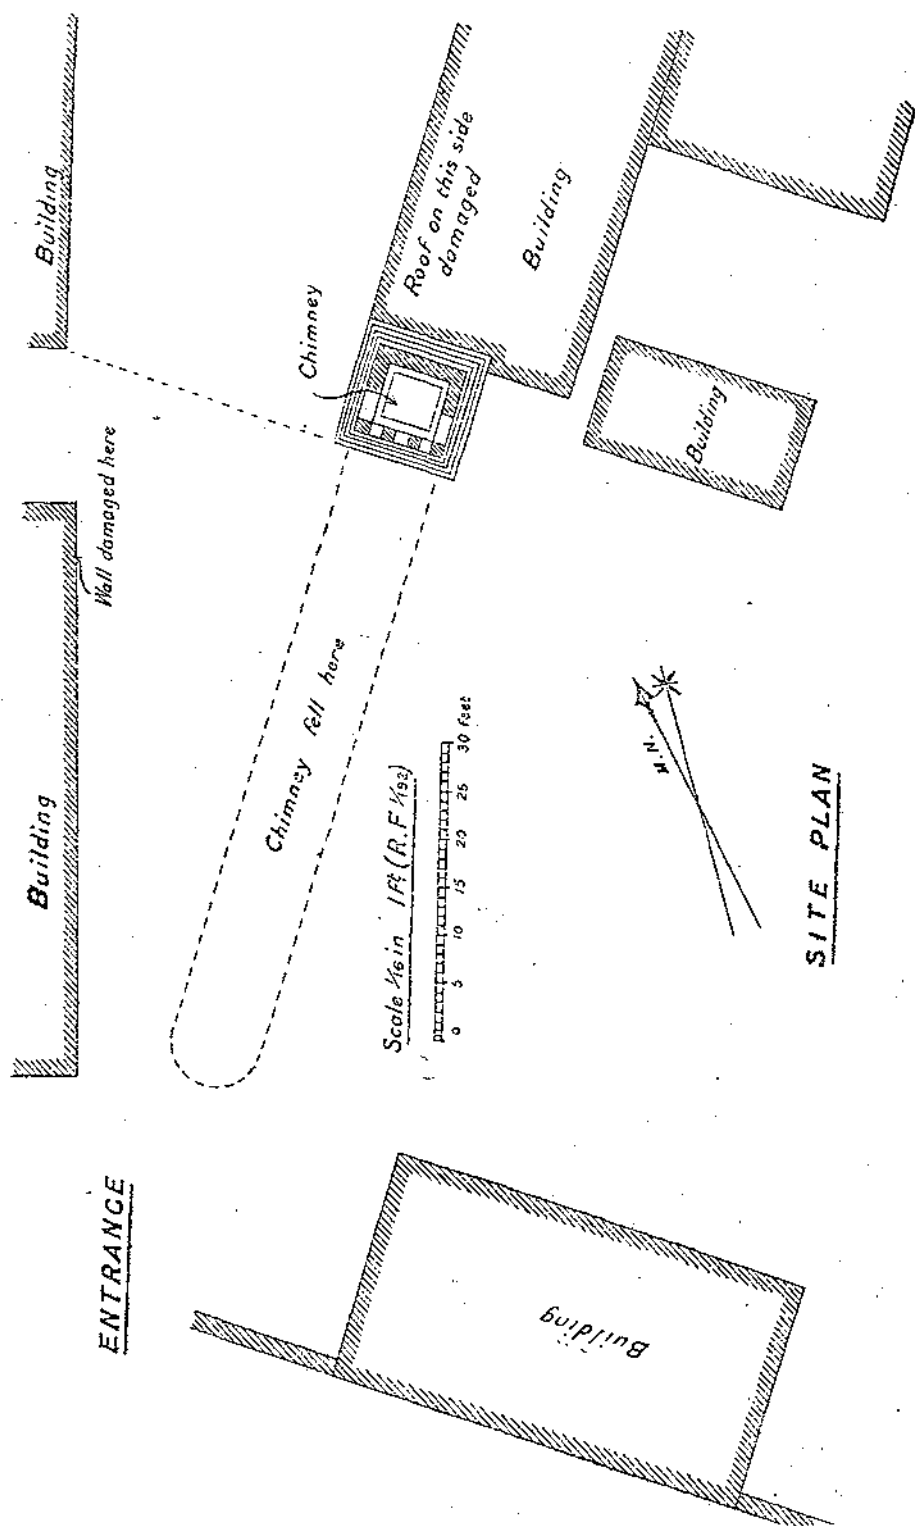 Building
Roof on this side
damaged
Building
Chimney
Building
Wall damaged here
Building
Chimney fell here
Scale 1/16 in 1 Ft (R.F 1/192)
0 5 10 15 20 25 30 feet
M.N.
SITE PLAN
ENTRANCE
Building